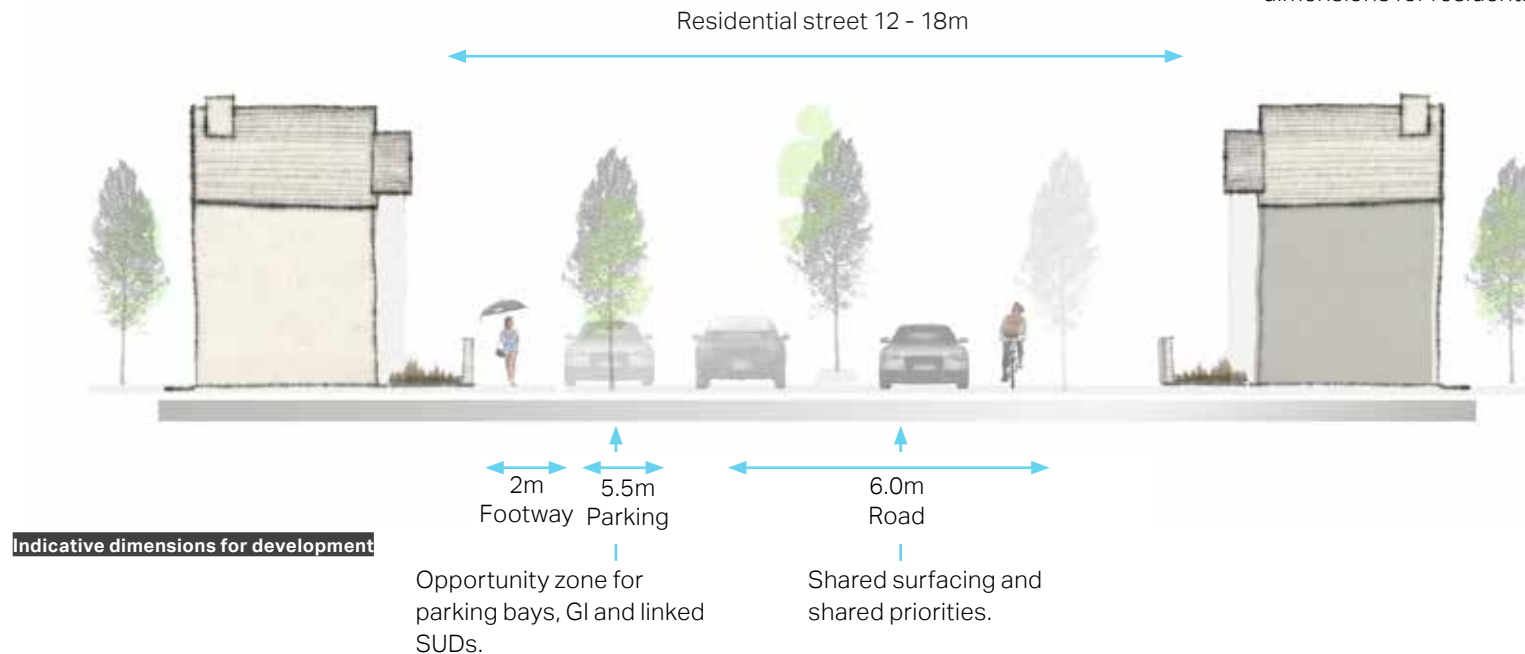 Residential street 12 - 18m
2m
Footway
5.5m
Parking
6.0m
Road
Indicative dimensions for development
Opportunity zone for
parking bays, GI and linked
SUDs.
Shared surfacing and
shared priorities.